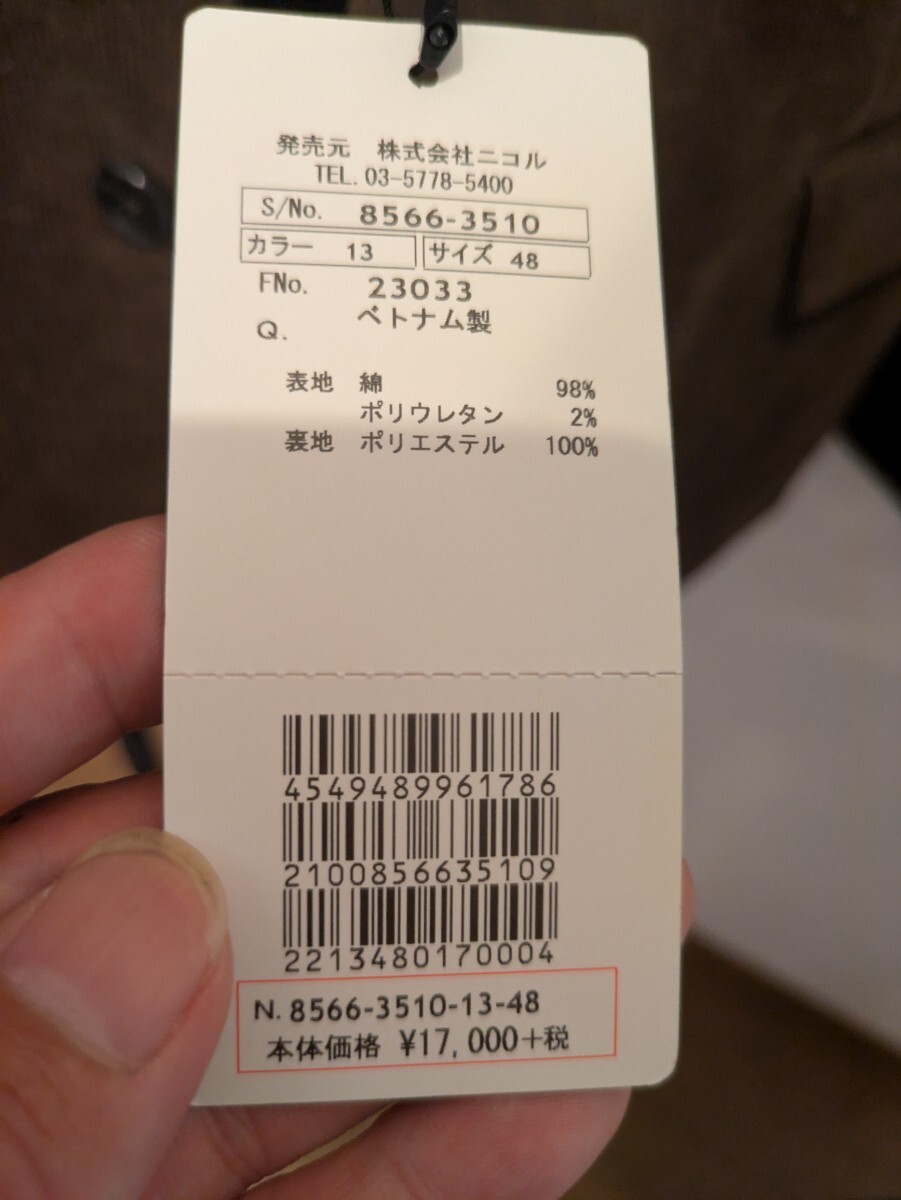 発売元 株式会社ニコル
TEL.03-5778-5400
S/No. 8566-3510
カラー 13 サイズ 48
FNo. 23033
Q. ベトナム製
表地 綿 98%
ポリウレタン 2%
裏地 ポリエステル 100%
4549489961786
2100856635109
2213480170004
N. 8566-3510-13-48
本体価格 ¥17,000+税